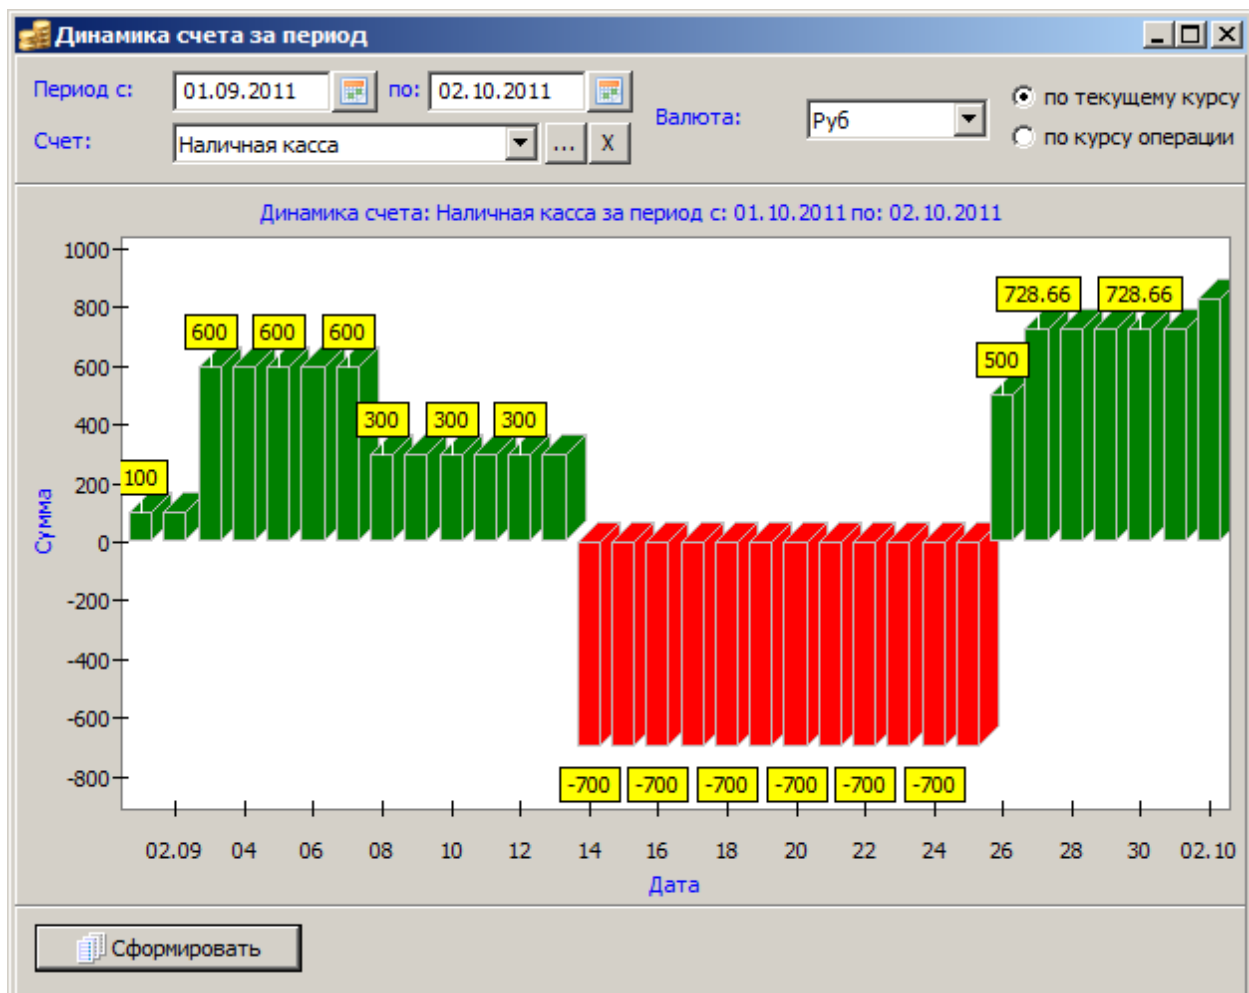 Динамика счета за период
Период с: 01.09.2011 по: 02.10.2011
Счет: Наличная касса ... X
Валюта: Руб
по текущему курсу
по курсу операции
Динамика счета: Наличная касса за период с: 01.10.2011 по: 02.10.2011
1000
800
600
400
200
0
-200
-400
-600
-800
Сумма
100
600 600 600
300 300 300
-700 -700 -700 -700 -700 -700
500
728.66 728.66
02.09 04 06 08 10 12 14 16 18 20 22 24 26 28 30 02.10
Дата
Сформировать